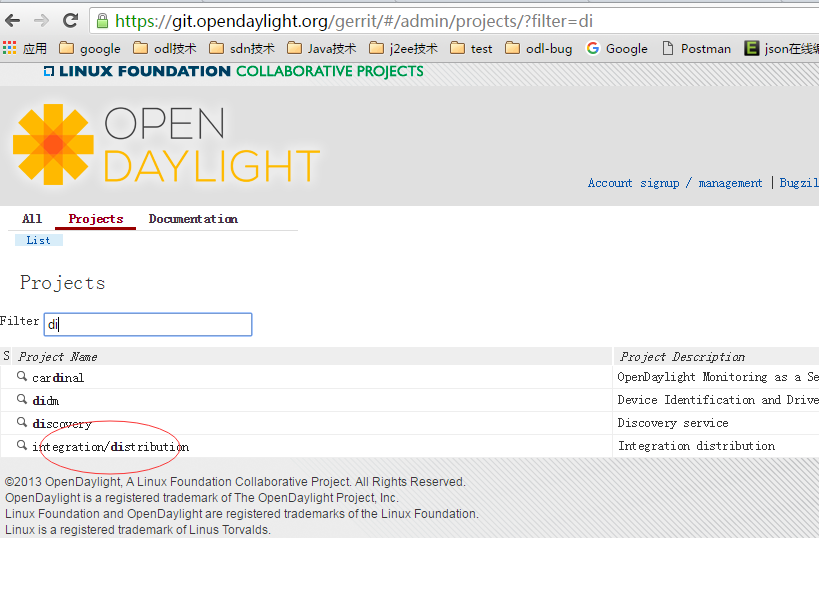 https://git.opendaylight.org/gerrit/#/admin/projects/?filter=di
应用 google odl技术 sdn技术 Java技术 j2ee技术 test odl-bug Google Postman json在线
LINUX FOUNDATION COLLABORATIVE PROJECTS
OPEN
DAYLIGHT
Account signup / management | Bugzil
All Projects Documentation
List
Projects
Filter di
S Project Name Project Description
cardinal OpenDaylight Monitoring as a Se
didm Device Identification and Drive
discovery Discovery service
integration/distribution Integration distribution
©2013 OpenDaylight, A Linux Foundation Collaborative Project. All Rights Reserved.
OpenDaylight is a registered trademark of The OpenDaylight Project, Inc.
Linux Foundation and OpenDaylight are registered trademarks of the Linux Foundation.
Linux is a registered trademark of Linus Torvalds.